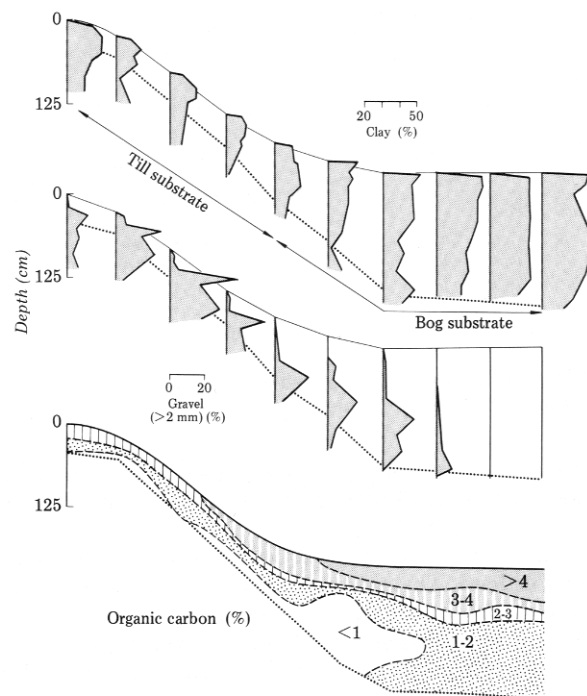 0
125
20 50
Clay (%)
Till substrate
0
125
Depth (cm)
Bog substrate
0 20
Gravel
(>2 mm) (%)
0
125
>4
3-4
2-3
1-2
<1
Organic carbon (%)